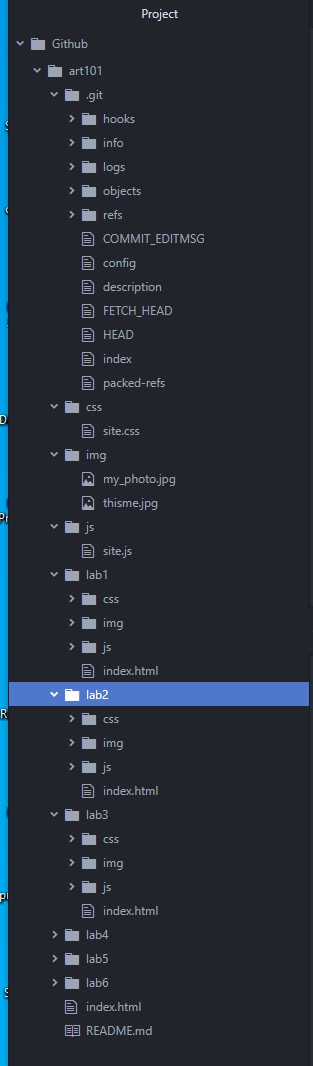 Project
Github
art101
.git
hooks
info
logs
objects
refs
COMMIT_EDITMSG
config
description
FETCH_HEAD
HEAD
index
packed-refs
css
site.css
img
my_photo.jpg
thisme.jpg
js
site.js
lab1
css
img
js
index.html
lab2
css
img
js
index.html
lab3
css
img
js
index.html
lab4
lab5
lab6
index.html
README.md